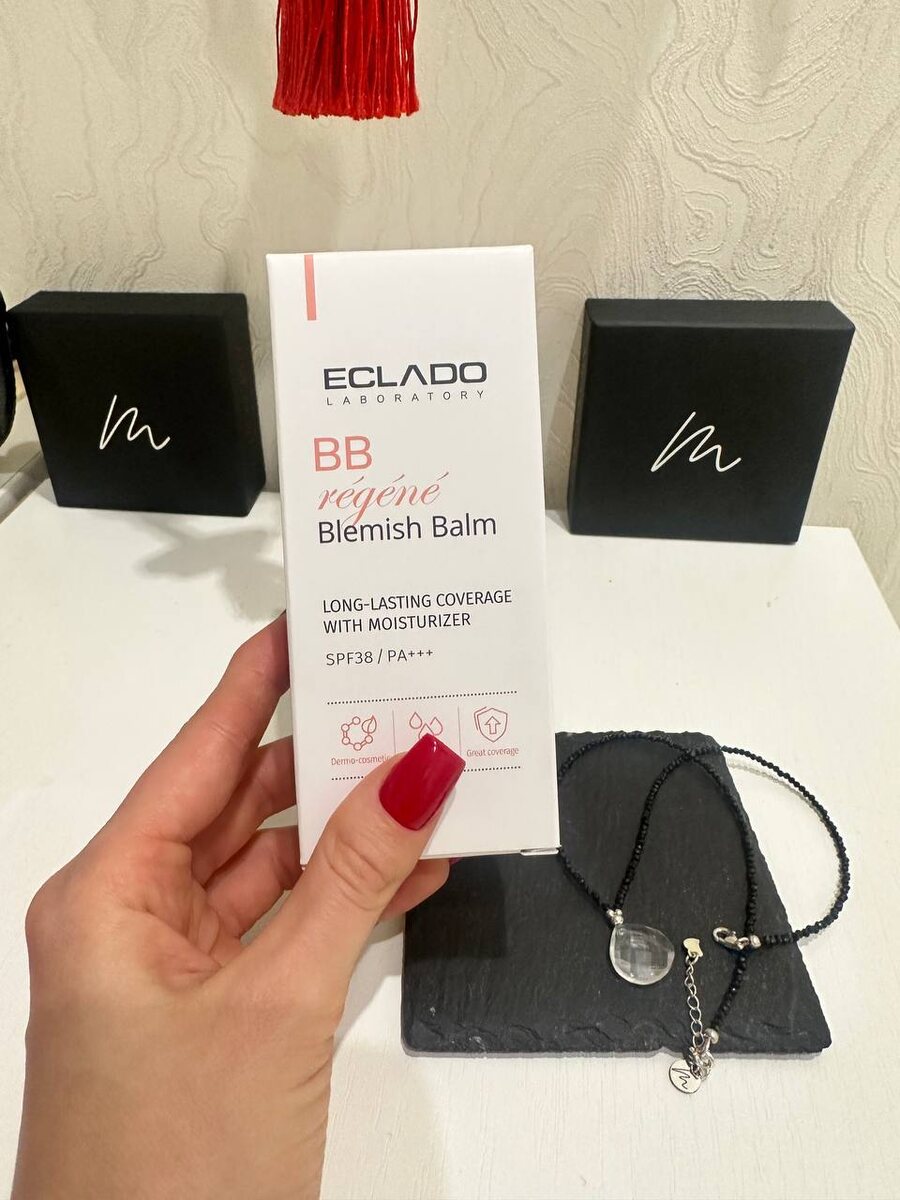 ECLADO
LABORATORY
BB
régéné
Blemish Balm
LONG-LASTING COVERAGE
WITH MOISTURIZER
SPF38 / PA+++
Great coverage
m
m
m